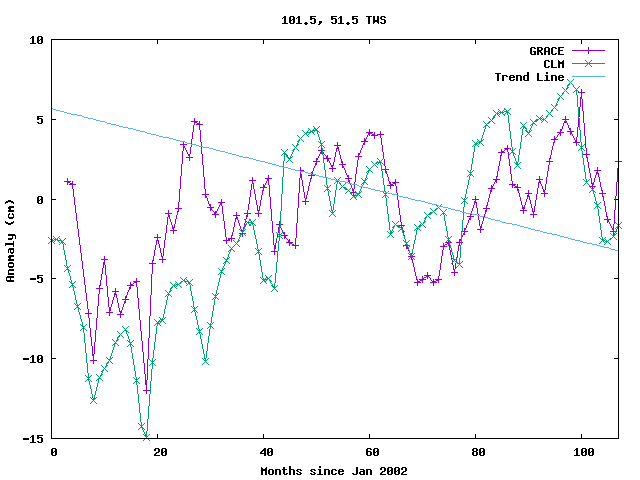 101.5, 51.5 TWS
GRACE
CLM
Trend Line
10
5
0
-5
-10
-15
Anomaly (cm)
0 20 40 60 80 100
Months since Jan 2002